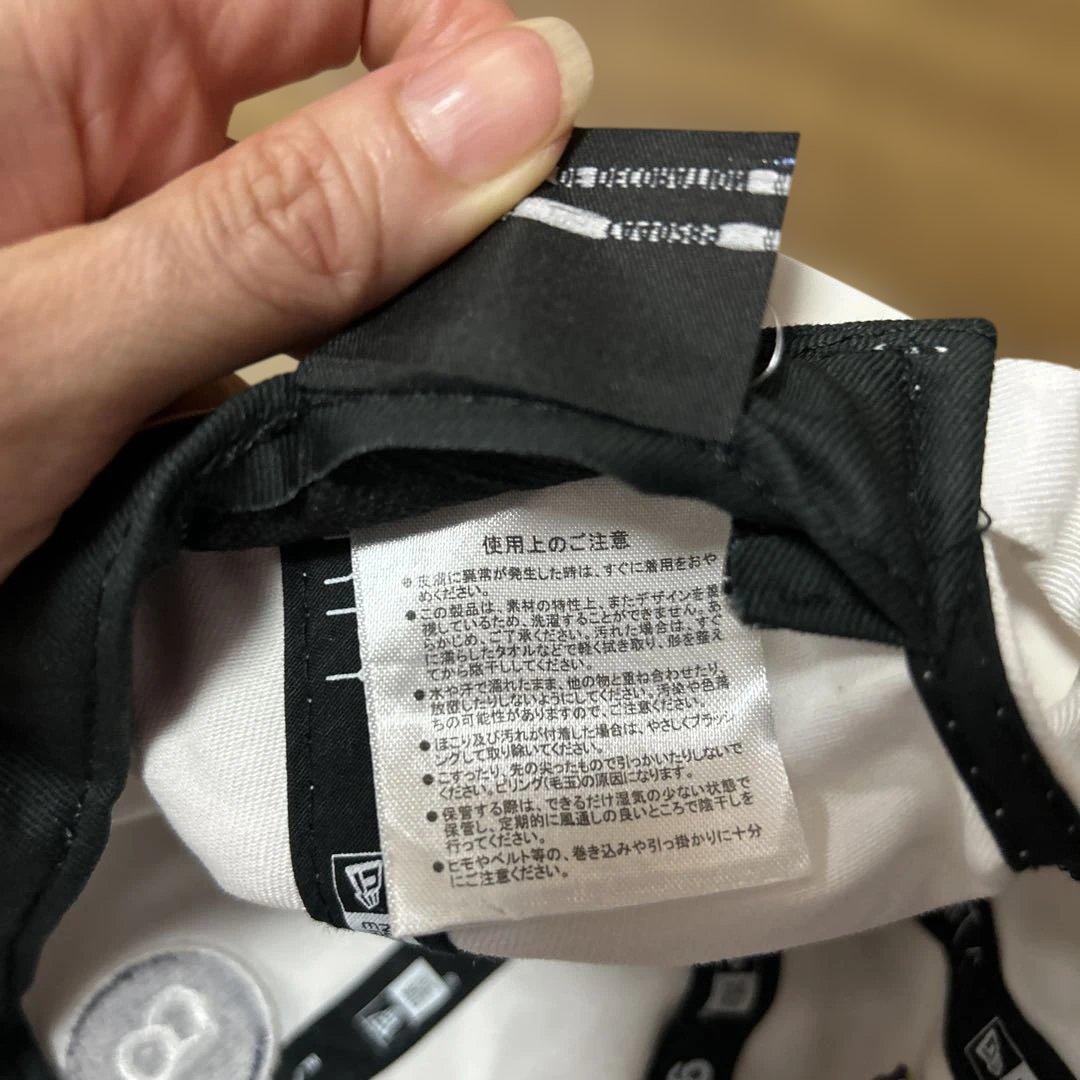 DE DECORATION
使用上のご注意
※皮膚に異常が発生した時は、すぐに着用をおや
めください。
●この製品は、素材の特性上、またデザインを重
視しているため、洗濯することができません。あ
らかじめ、ご了承ください。汚れた場合は、すぐ
に濡らしたタオルなどで軽く拭き取り、形を整え
てから陰干ししてください。
●水や汗で濡れたまま、他の物と重ね合わせたり、
放置したりしないようにしてください。汚染や色落
ちの可能性がありますので、ご注意ください。
●ほこり及び汚れが付着した場合は、やさしくブラッシ
ングして取り除いてください。
●こすったり、先の尖ったもので引っかいたりしないで
ください。ピリング(毛玉)の原因になります。
●保管する際は、できるだけ湿気の少ない状態で
保管し、定期的に風通しの良いところで陰干しを
行ってください。
●ヒモやベルト等の、巻き込みや引っ掛かりに十分
にご注意ください。